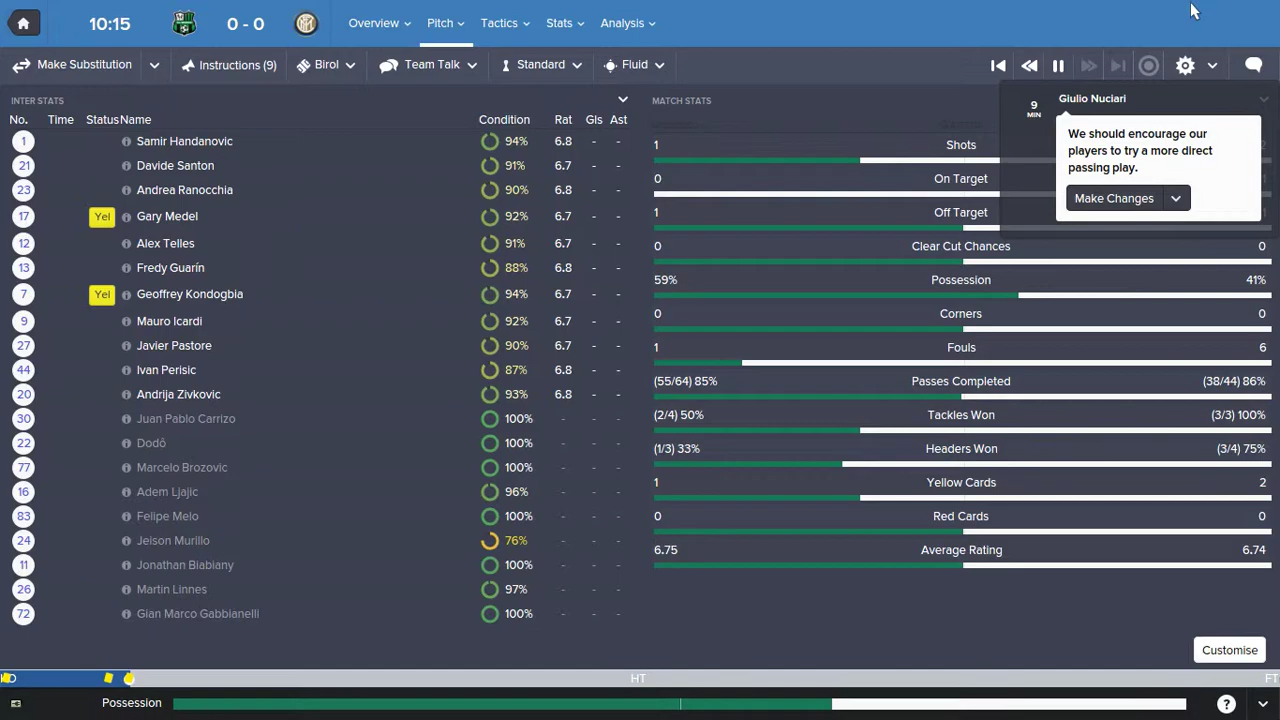 10:15 0 - 0 Overview Pitch Tactics Stats Analysis
Make Substitution Instructions (9) Birol Team Talk Standard Fluid
INTER STATS
No. Time Status Name Condition Rat Gls Ast
1 Samir Handanovic 94% 6.8 - -
21 Davide Santon 91% 6.7 - -
23 Andrea Ranocchia 90% 6.8 - -
17 Yel Gary Medel 92% 6.7 - -
12 Alex Telles 91% 6.7 - -
13 Fredy Guarín 88% 6.8 - -
7 Yel Geoffrey Kondogbia 94% 6.7 - -
9 Mauro Icardi 92% 6.7 - -
27 Javier Pastore 90% 6.7 - -
44 Ivan Perisic 87% 6.8 - -
20 Andrija Zivkovic 93% 6.8 - -
30 Juan Pablo Carrizo 100% - - -
22 Dodô 100% - - -
77 Marcelo Brozovic 100% - - -
16 Adem Ljajic 96% - - -
83 Felipe Melo 100% - - -
24 Jeison Murillo 76% - - -
11 Jonathan Biabiany 100% - - -
26 Martin Linnes 97% - - -
72 Gian Marco Gabbianelli 100% - - -
MATCH STATS
1 Shots
0 On Target
1 Off Target
0 Clear Cut Chances 0
59% Possession 41%
0 Corners 0
1 Fouls 6
(55/64) 85% Passes Completed (38/44) 86%
(2/4) 50% Tackles Won (3/3) 100%
(1/3) 33% Headers Won (3/4) 75%
1 Yellow Cards 2
0 Red Cards 0
6.75 Average Rating 6.74
9 MIN
Giulio Nuciari
We should encourage our
players to try a more direct
passing play.
Make Changes
Customise
HT FT
Possession ?